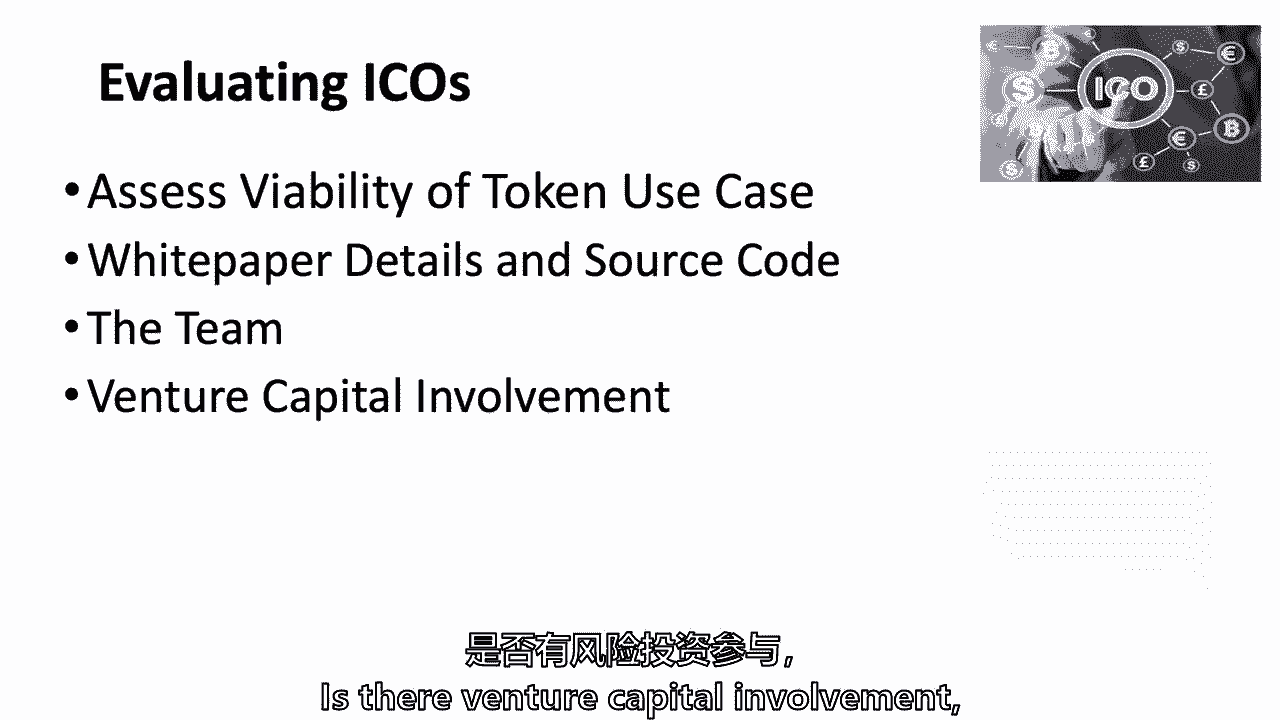 Evaluating ICOs
ICO
• Assess Viability of Token Use Case
• Whitepaper Details and Source Code
• The Team
• Venture Capital Involvement
是否有风险投资参与,
Is there venture capital involvement,